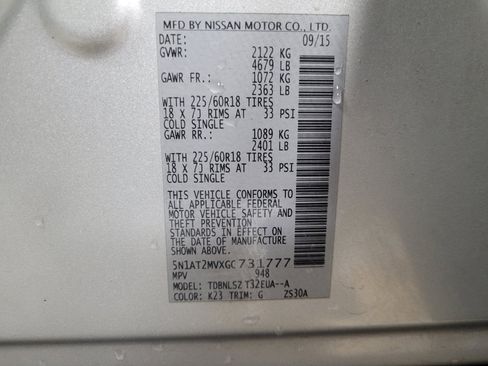 MFD BY NISSAN MOTOR CO., LTD.
DATE: 09/15
GVWR: 2122 KG
4679 LB
GAWR FR.: 1072 KG
2363 LB
WITH 225/60R18 TIRES
18 X 7J RIMS AT 33 PSI
COLD SINGLE
GAWR RR.: 1089 KG
2401 LB
WITH 225/60R18 TIRES
18 X 7J RIMS AT 33 PSI
COLD SINGLE
THIS VEHICLE CONFORMS TO
ALL APPLICABLE FEDERAL
MOTOR VEHICLE SAFETY AND
AND THEFT PREVENTION
STANDARDS IN EFFECT ON
THE DATE OF MANUFACTURE
SHOWN ABOVE.
5N1AT2MVXGC731777
MPV 948
MODEL: TDBNLSZ T32EUA--A
COLOR: K23 TRIM: G 2S30A